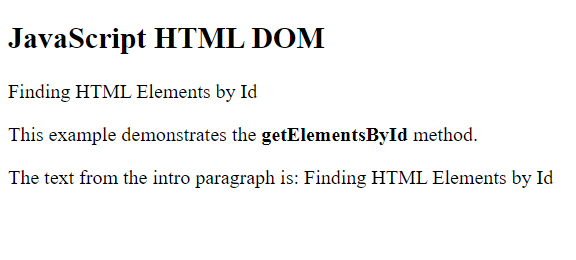 JavaScript HTML DOM
Finding HTML Elements by Id
This example demonstrates the getElementsById method.
The text from the intro paragraph is: Finding HTML Elements by Id